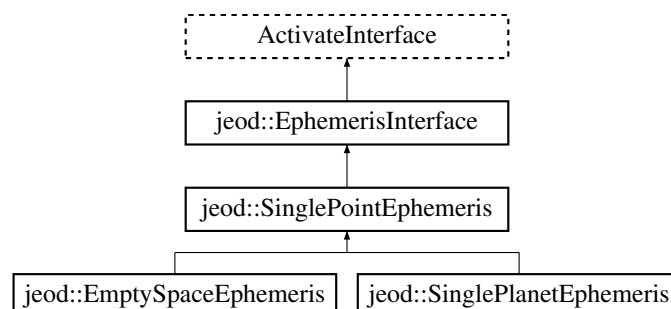 ActivateInterface
jeod::EphemerisInterface
jeod::SinglePointEphemeris
jeod::EmptySpaceEphemeris jeod::SinglePlanetEphemeris